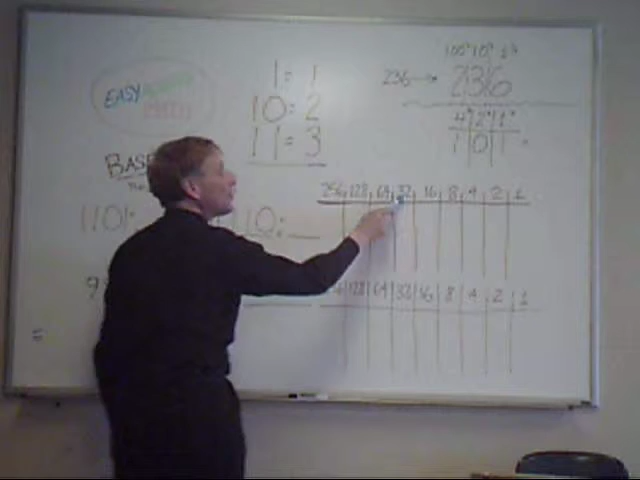 EASY
1 = 1
10 = 2
11 = 3
BASE
1101:
10: __
100's 10's 1's
236 → 236
4's 2's 1's
1 0 1 =
256 128 64 32 16 8 4 2 1
128 64 32 16 8 4 2 1
=